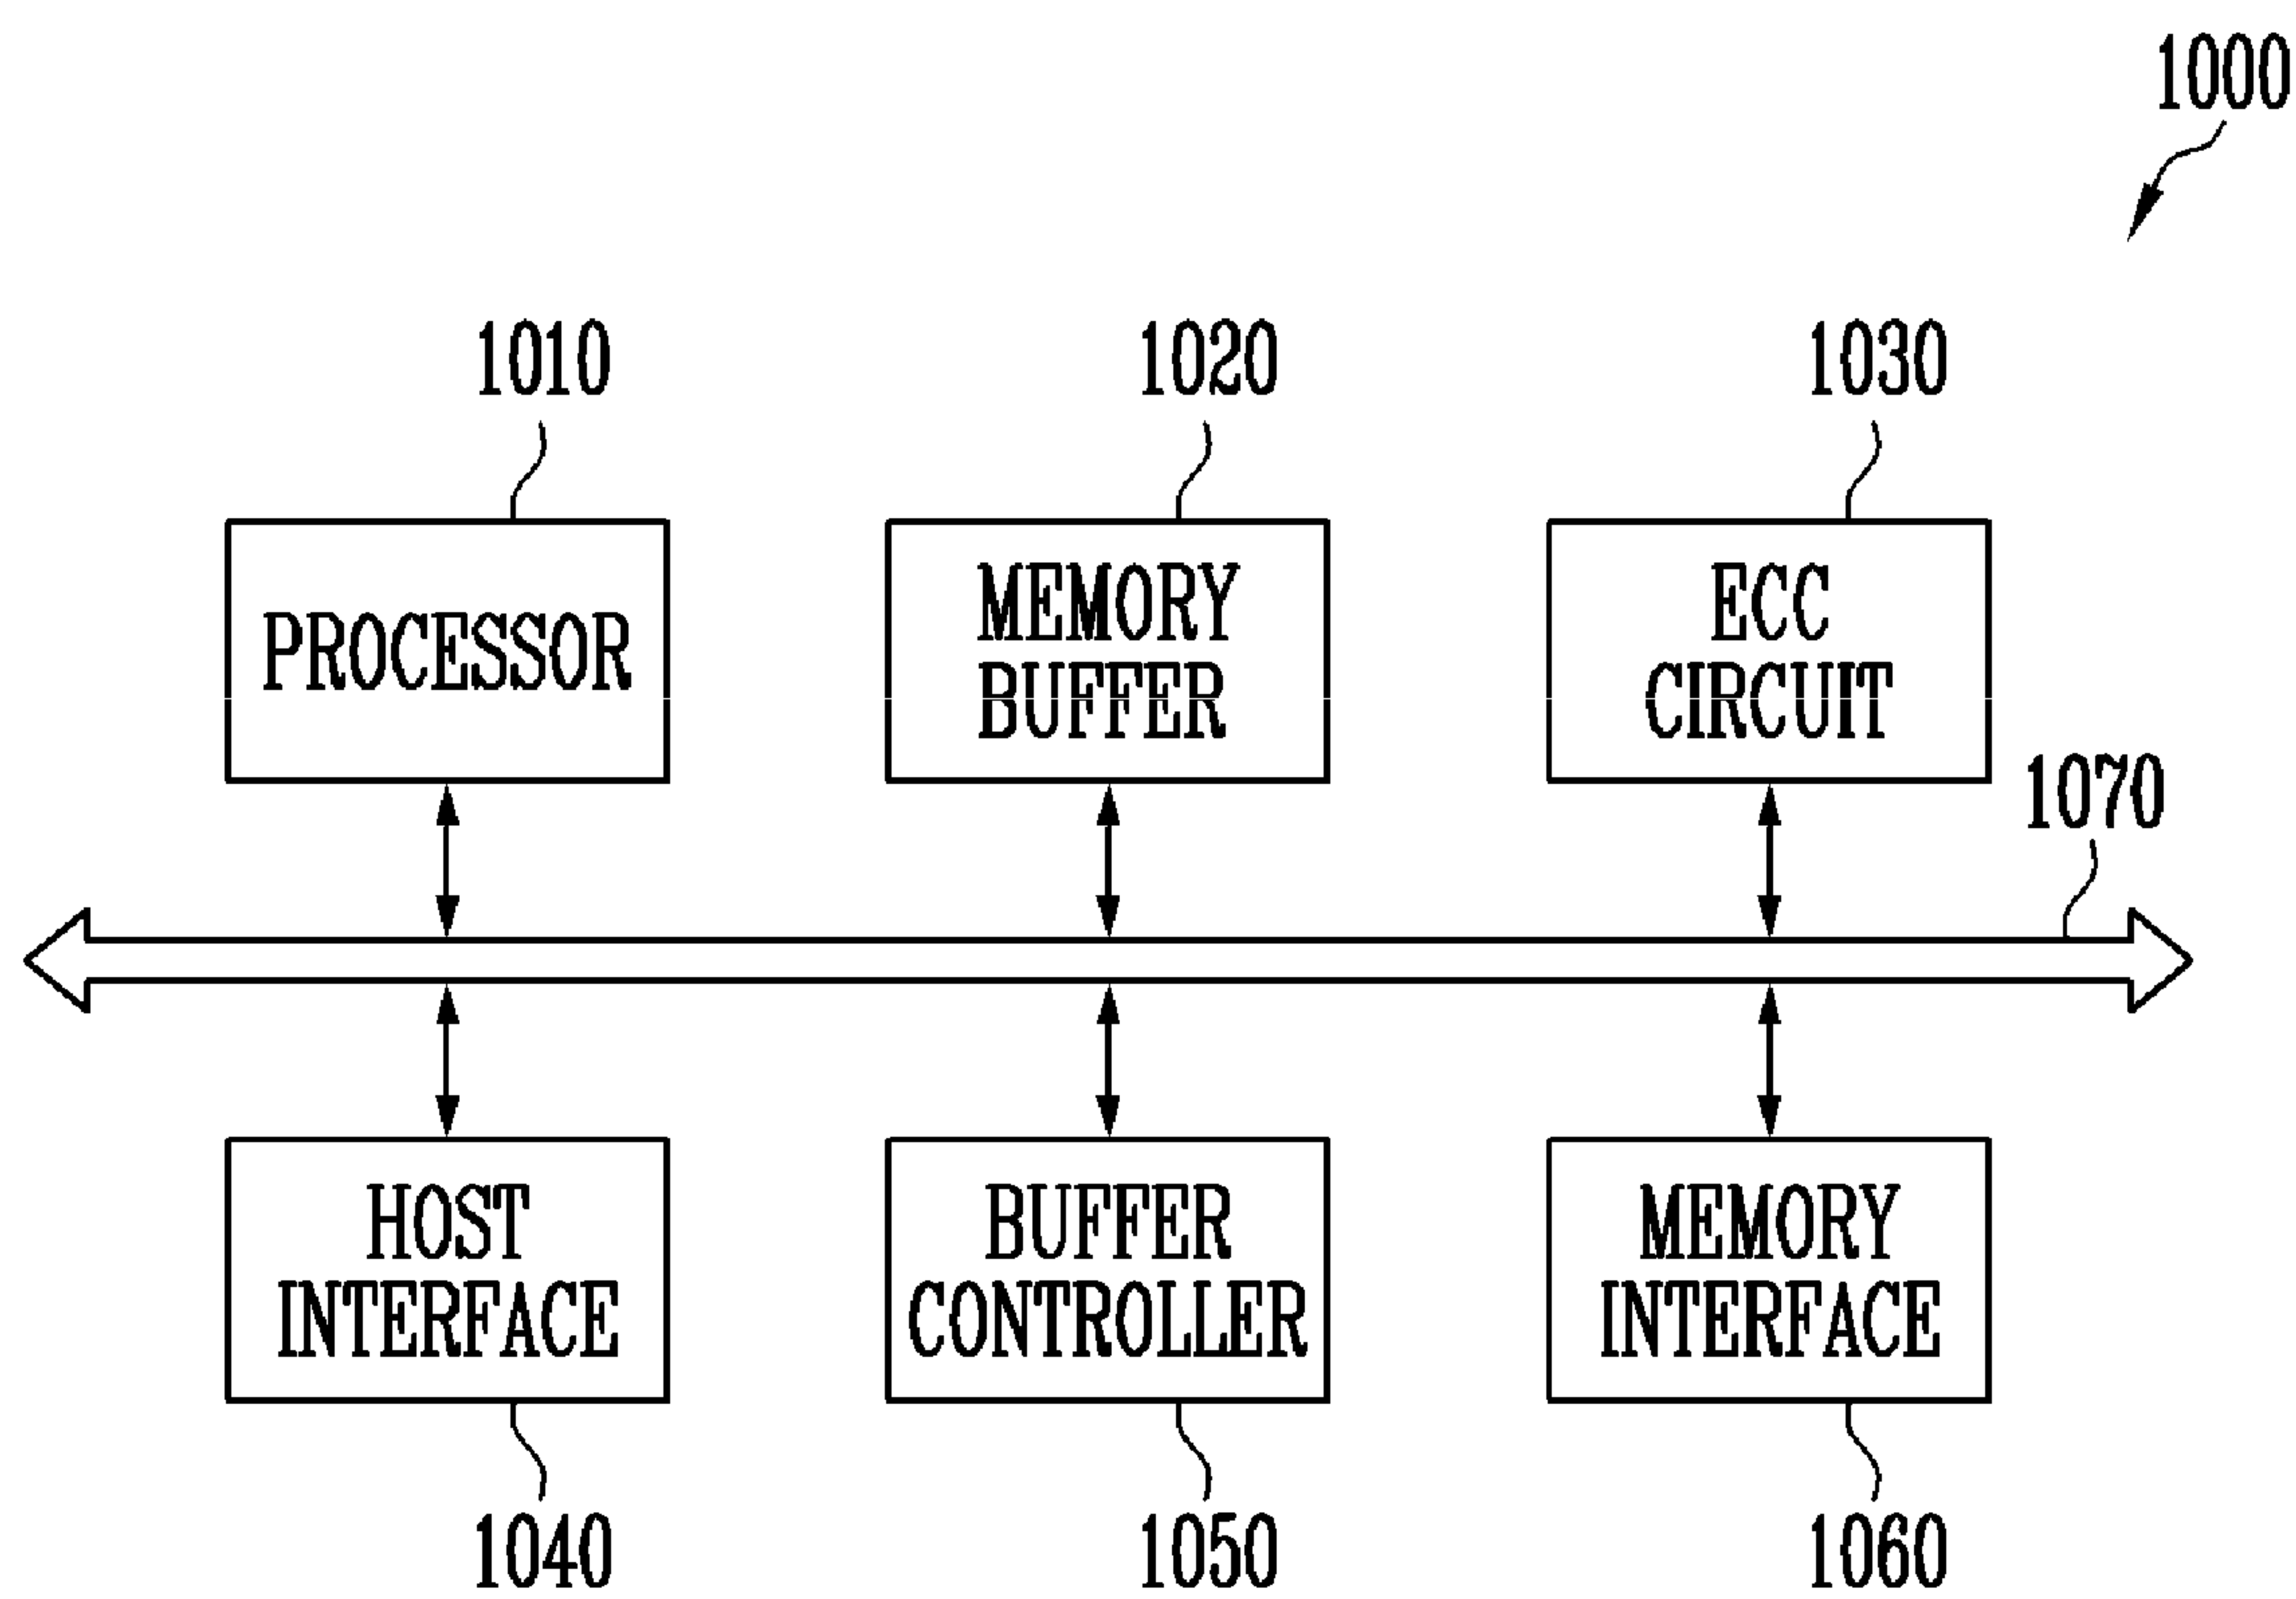 1000
1010
1020
1030
PROCESSOR
MEMORY
BUFFER
ECC
CIRCUIT
1070
HOST
INTERFACE
BUFFER
CONTROLLER
MEMORY
INTERFACE
1040
1050
1060